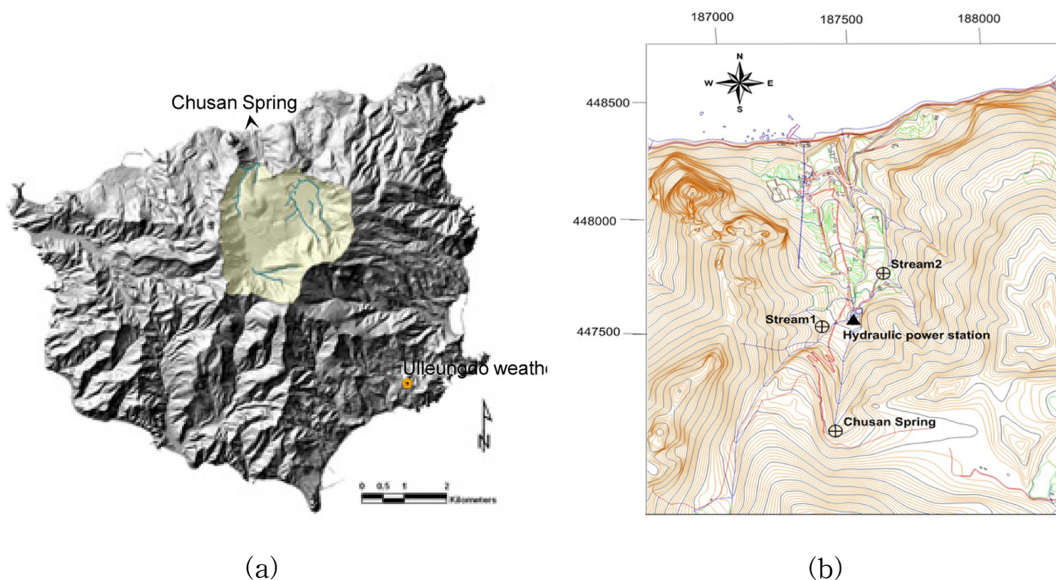 Chusan Spring
Ulleungdo weathe
N
0 0.5 1 2
Kilometers
(a)
187000 187500 188000
448500
448000
447500
N
W E
S
Stream2
Stream1
Hydraulic power station
Chusan Spring
(b)